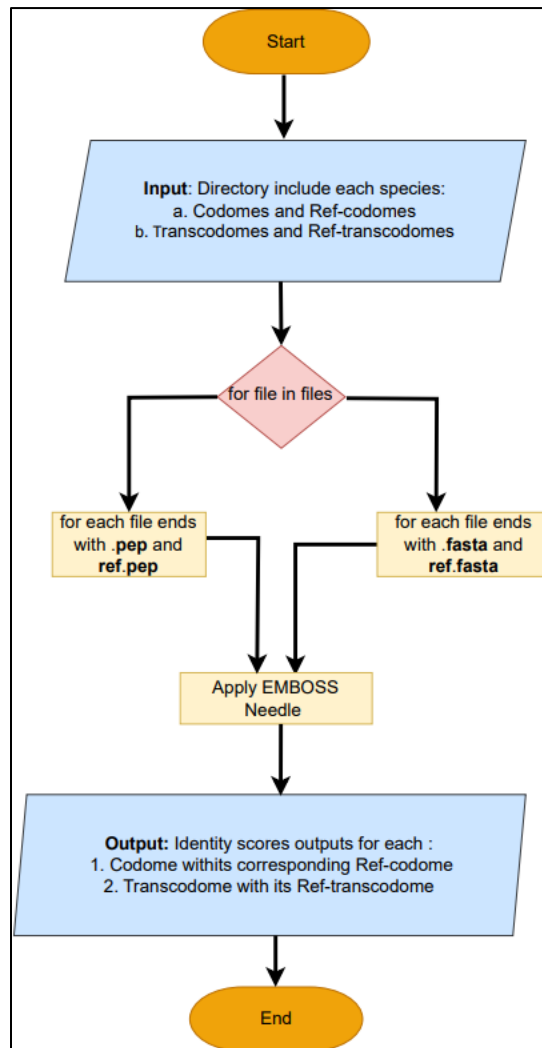 Start
Input: Directory include each species:
a. Codomes and Ref-codomes
b. Transcodomes and Ref-transcodomes
for file in files
for each file ends
with .pep and
ref.pep
for each file ends
with .fasta and
ref.fasta
Apply EMBOSS
Needle
Output: Identity scores outputs for each :
1. Codome withits corresponding Ref-codome
2. Transcodome with its Ref-transcodome
End